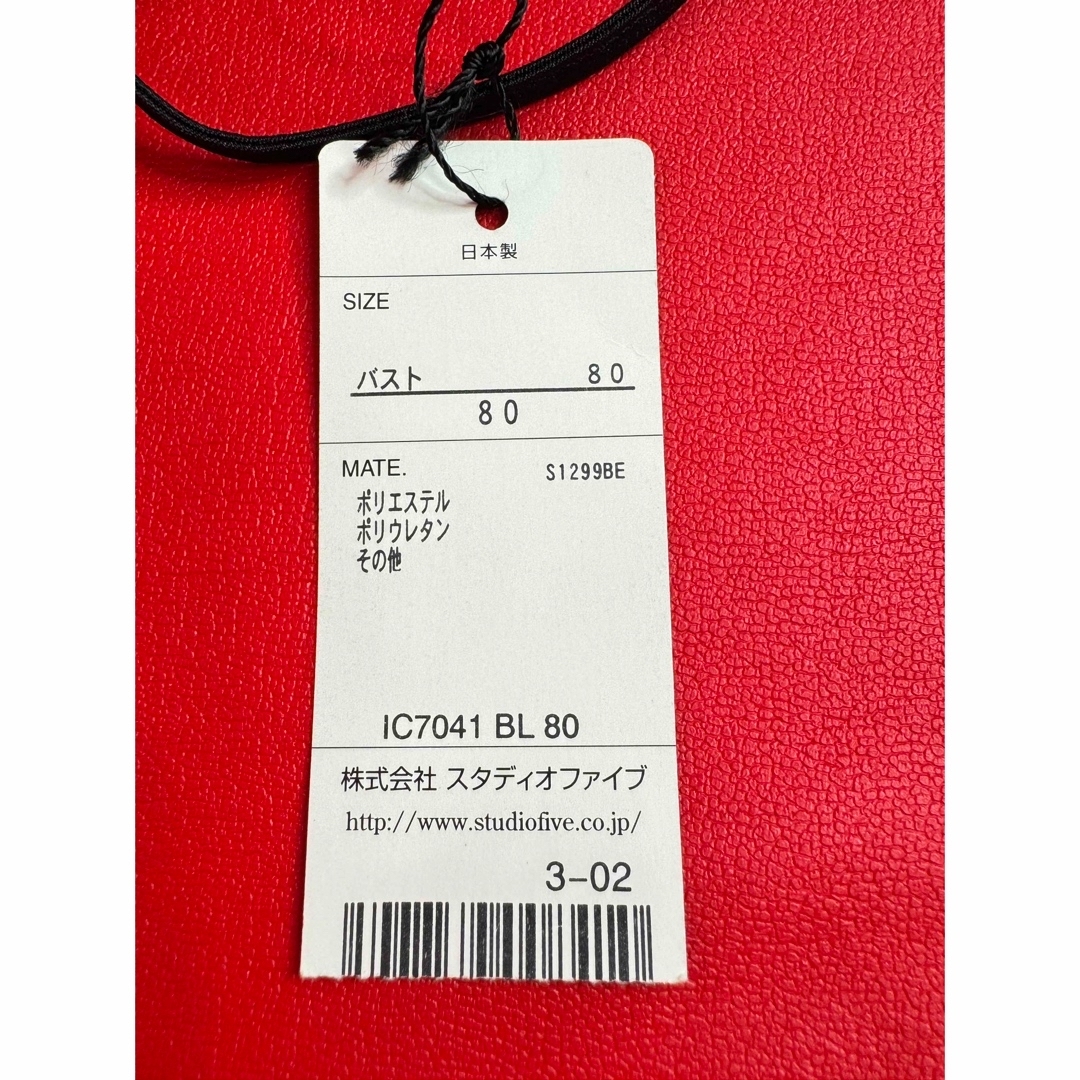 日本製
SIZE
バスト 80
80
MATE. S1299BE
ポリエステル
ポリウレタン
その他
IC7041 BL 80
株式会社 スタディオファイブ
http://www.studiofive.co.jp/
3-02